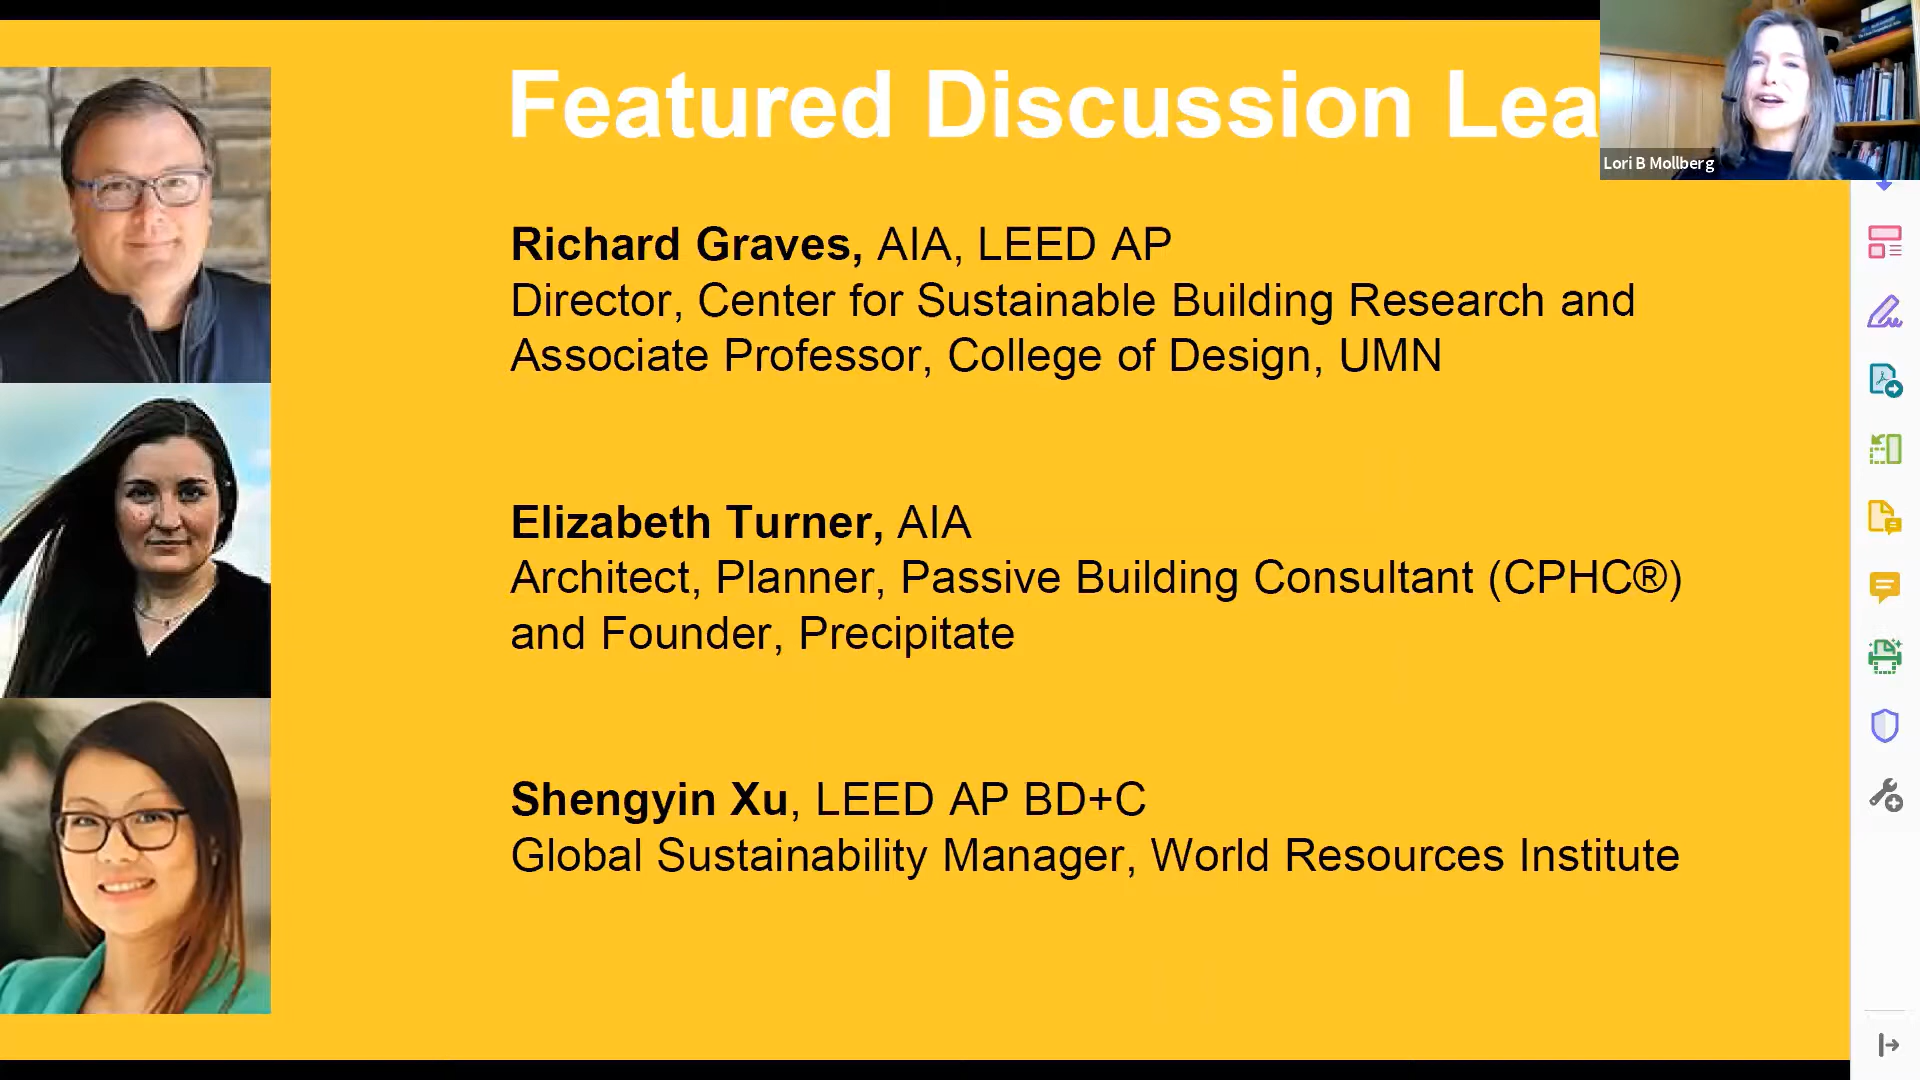 Featured Discussion Lea
Lori B Mollberg
Richard Graves, AIA, LEED AP
Director, Center for Sustainable Building Research and
Associate Professor, College of Design, UMN
Elizabeth Turner, AIA
Architect, Planner, Passive Building Consultant (CPHC®)
and Founder, Precipitate
Shengyin Xu, LEED AP BD+C
Global Sustainability Manager, World Resources Institute